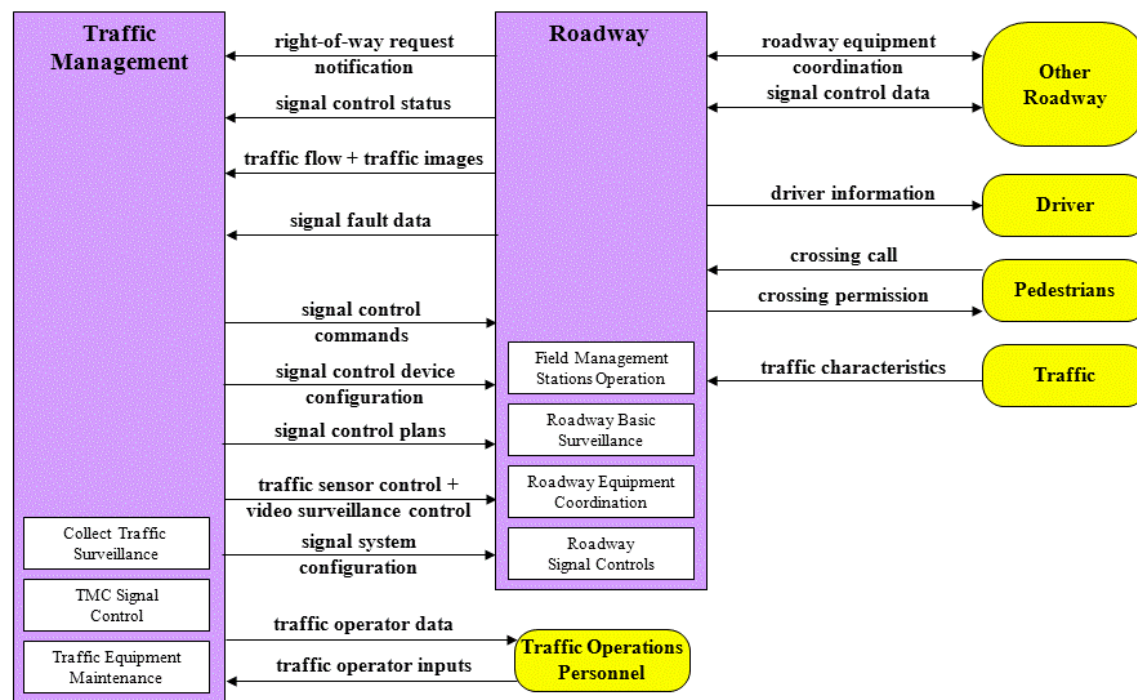 Traffic
Management
right-of-way request
notification
signal control status
traffic flow + traffic images
signal fault data
signal control
commands
signal control device
configuration
signal control plans
traffic sensor control +
video surveillance control
signal system
configuration
Collect Traffic
Surveillance
TMC Signal
Control
Traffic Equipment
Maintenance
traffic operator data
traffic operator inputs
Traffic Operations
Personnel
Roadway
Field Management
Stations Operation
Roadway Basic
Surveillance
Roadway Equipment
Coordination
Roadway
Signal Controls
roadway equipment
coordination
signal control data
driver information
crossing call
crossing permission
traffic characteristics
Other
Roadway
Driver
Pedestrians
Traffic